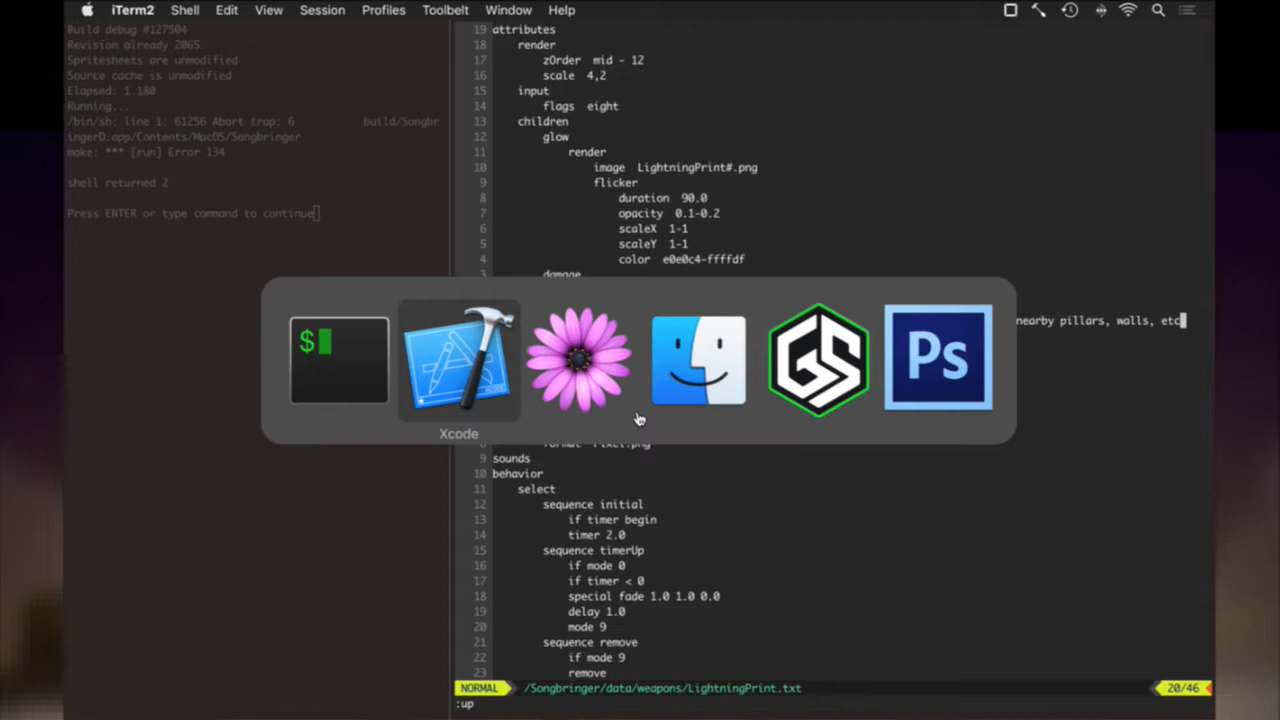 iTerm2 Shell Edit View Session Profiles Toolbelt Window Help
Build debug #127504
Revision already 2065
Spritesheets are unmodified
Source cache is unmodified
Elapsed: 1.180
Running...
/bin/sh: line 1: 61256 Abort trap: 6 build/Songbr
ingerD.app/Contents/MacOS/Songbringer
make: *** [run] Error 134
shell returned 2
Press ENTER or type command to continue
19 attributes
18 render
17 zOrder mid - 12
16 scale 4,2
15 input
14 flags eight
13 children
12 glow
11 render
10 image LightningPrint#.png
9 flicker
8 duration 90.0
7 opacity 0.1-0.2
6 scaleX 1-1
5 scaleY 1-1
4 color e0e0c4-ffffdf
3 damage
nearby pillars, walls, etc
$
XCODE
GS
Ps
Xcode
8 format Pixel.png
9 sounds
10 behavior
11 select
12 sequence initial
13 if timer begin
14 timer 2.0
15 sequence timerUp
16 if mode 0
17 if timer < 0
18 special fade 1.0 1.0 0.0
19 delay 1.0
20 mode 9
21 sequence remove
22 if mode 9
23 remove
NORMAL /Songbringer/data/weapons/LightningPrint.txt 20/46
:up